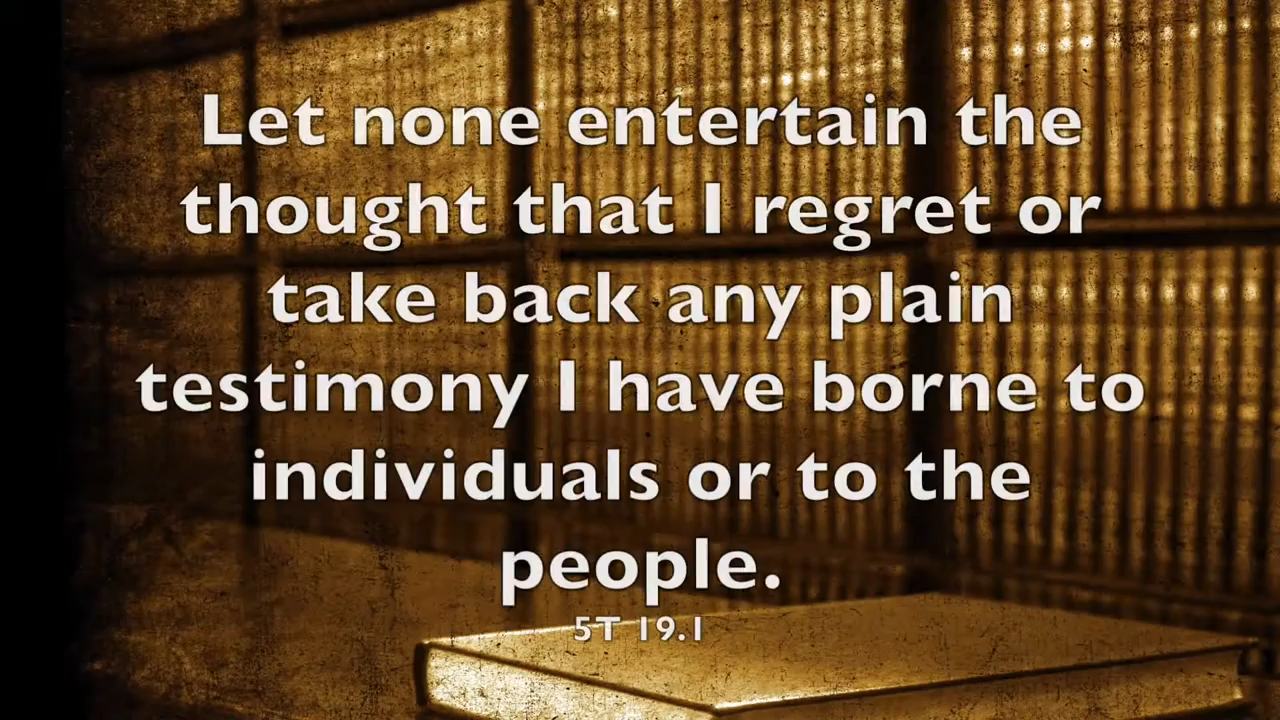 Let none entertain the
thought that I regret or
take back any plain
testimony I have borne to
individuals or to the
people.
5T 19.1